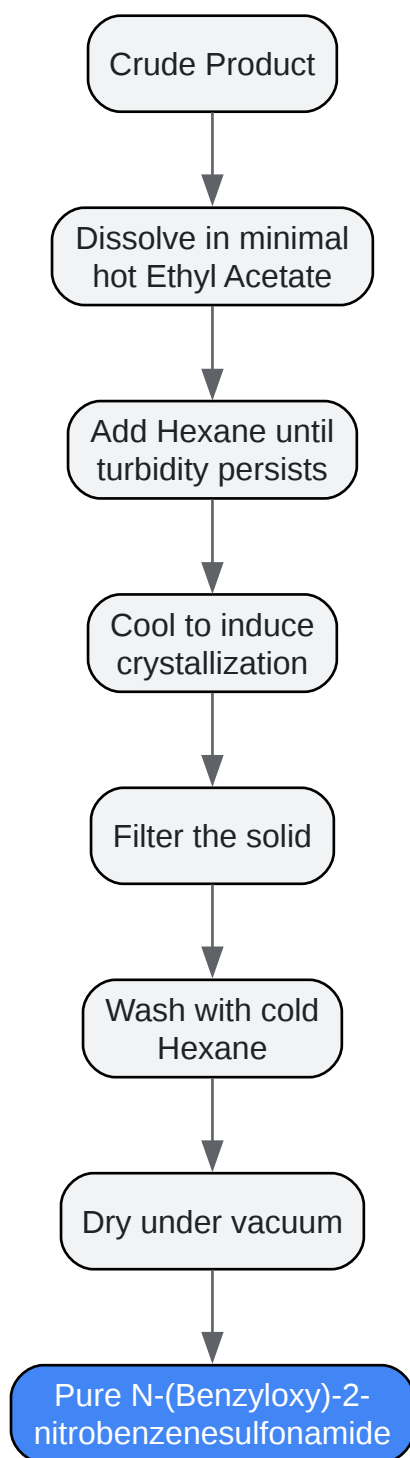 Crude Product
Dissolve in minimal
hot Ethyl Acetate
Add Hexane until
turbidity persists
Cool to induce
crystallization
Filter the solid
Wash with cold
Hexane
Dry under vacuum
Pure N-(Benzyloxy)-2-
nitrobenzenesulfonamide